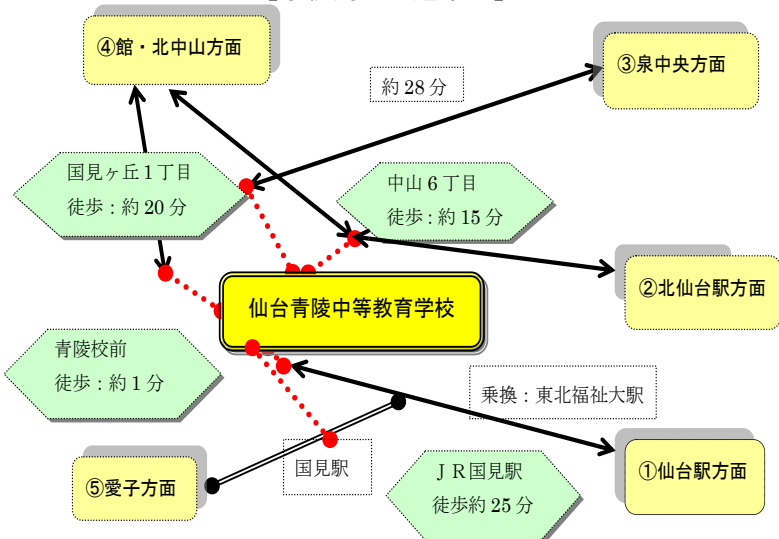 ④館・北中山方面
③泉中央方面
約 28 分
国見ヶ丘１丁目
徒歩：約 20 分
中山 6 丁目
徒歩：約 15 分
②北仙台駅方面
仙台青陵中等教育学校
青陵校前
徒歩：約 1 分
乗換：東北福祉大駅
国見駅
ＪＲ国見駅
徒歩約 25 分
①仙台駅方面
⑤愛子方面